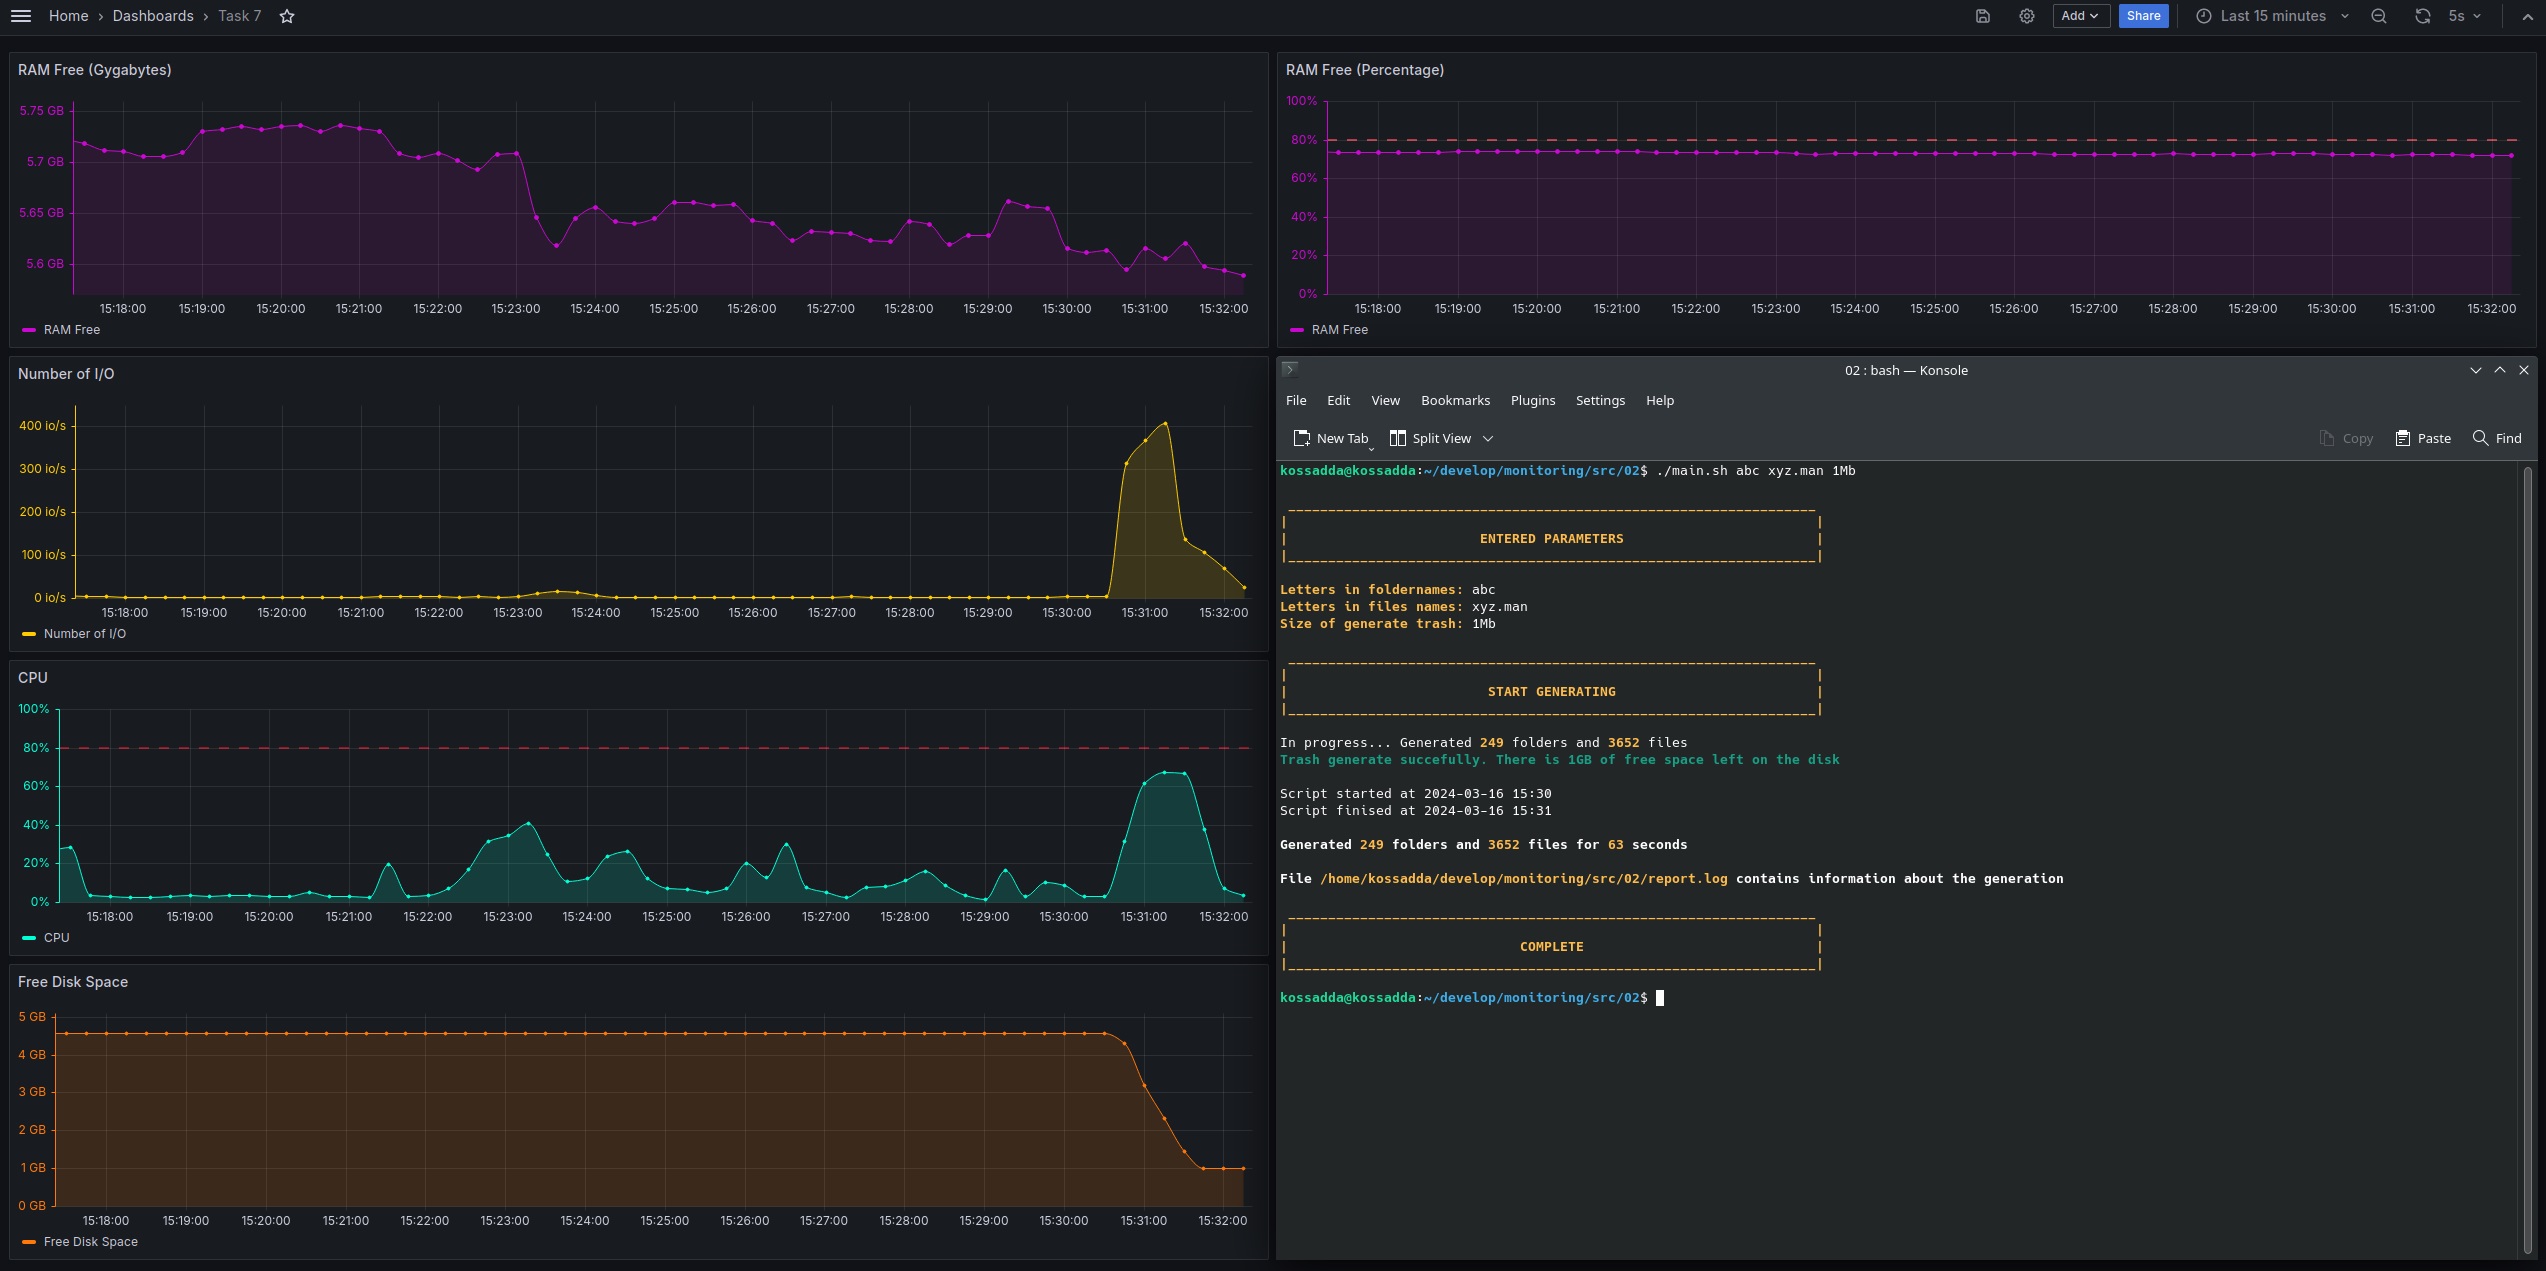 Home › Dashboards › Task 7
Add
Share
Last 15 minutes
5s
RAM Free (Gygabytes)
5.75 GB
5.7 GB
5.65 GB
5.6 GB
15:18:00 15:19:00 15:20:00 15:21:00 15:22:00 15:23:00 15:24:00 15:25:00 15:26:00 15:27:00 15:28:00 15:29:00 15:30:00 15:31:00 15:32:00
RAM Free
RAM Free (Percentage)
100%
80%
60%
40%
20%
0%
15:18:00 15:19:00 15:20:00 15:21:00 15:22:00 15:23:00 15:24:00 15:25:00 15:26:00 15:27:00 15:28:00 15:29:00 15:30:00 15:31:00 15:32:00
RAM Free
Number of I/O
400 io/s
300 io/s
200 io/s
100 io/s
0 io/s
15:18:00 15:19:00 15:20:00 15:21:00 15:22:00 15:23:00 15:24:00 15:25:00 15:26:00 15:27:00 15:28:00 15:29:00 15:30:00 15:31:00 15:32:00
Number of I/O
CPU
100%
80%
60%
40%
20%
0%
15:18:00 15:19:00 15:20:00 15:21:00 15:22:00 15:23:00 15:24:00 15:25:00 15:26:00 15:27:00 15:28:00 15:29:00 15:30:00 15:31:00 15:32:00
CPU
Free Disk Space
5 GB
4 GB
3 GB
2 GB
1 GB
0 GB
15:18:00 15:19:00 15:20:00 15:21:00 15:22:00 15:23:00 15:24:00 15:25:00 15:26:00 15:27:00 15:28:00 15:29:00 15:30:00 15:31:00 15:32:00
Free Disk Space
02 : bash — Konsole
File Edit View Bookmarks Plugins Settings Help
New Tab Split View Copy Paste Find
kossadda@kossadda:~/develop/monitoring/src/02$ ./main.sh abc xyz.man 1Mb
ENTERED PARAMETERS
Letters in foldernames: abc
Letters in files names: xyz.man
Size of generate trash: 1Mb
START GENERATING
In progress... Generated 249 folders and 3652 files
Trash generate succefully. There is 1GB of free space left on the disk
Script started at 2024-03-16 15:30
Script finised at 2024-03-16 15:31
Generated 249 folders and 3652 files for 63 seconds
File /home/kossadda/develop/monitoring/src/02/report.log contains information about the generation
COMPLETE
kossadda@kossadda:~/develop/monitoring/src/02$